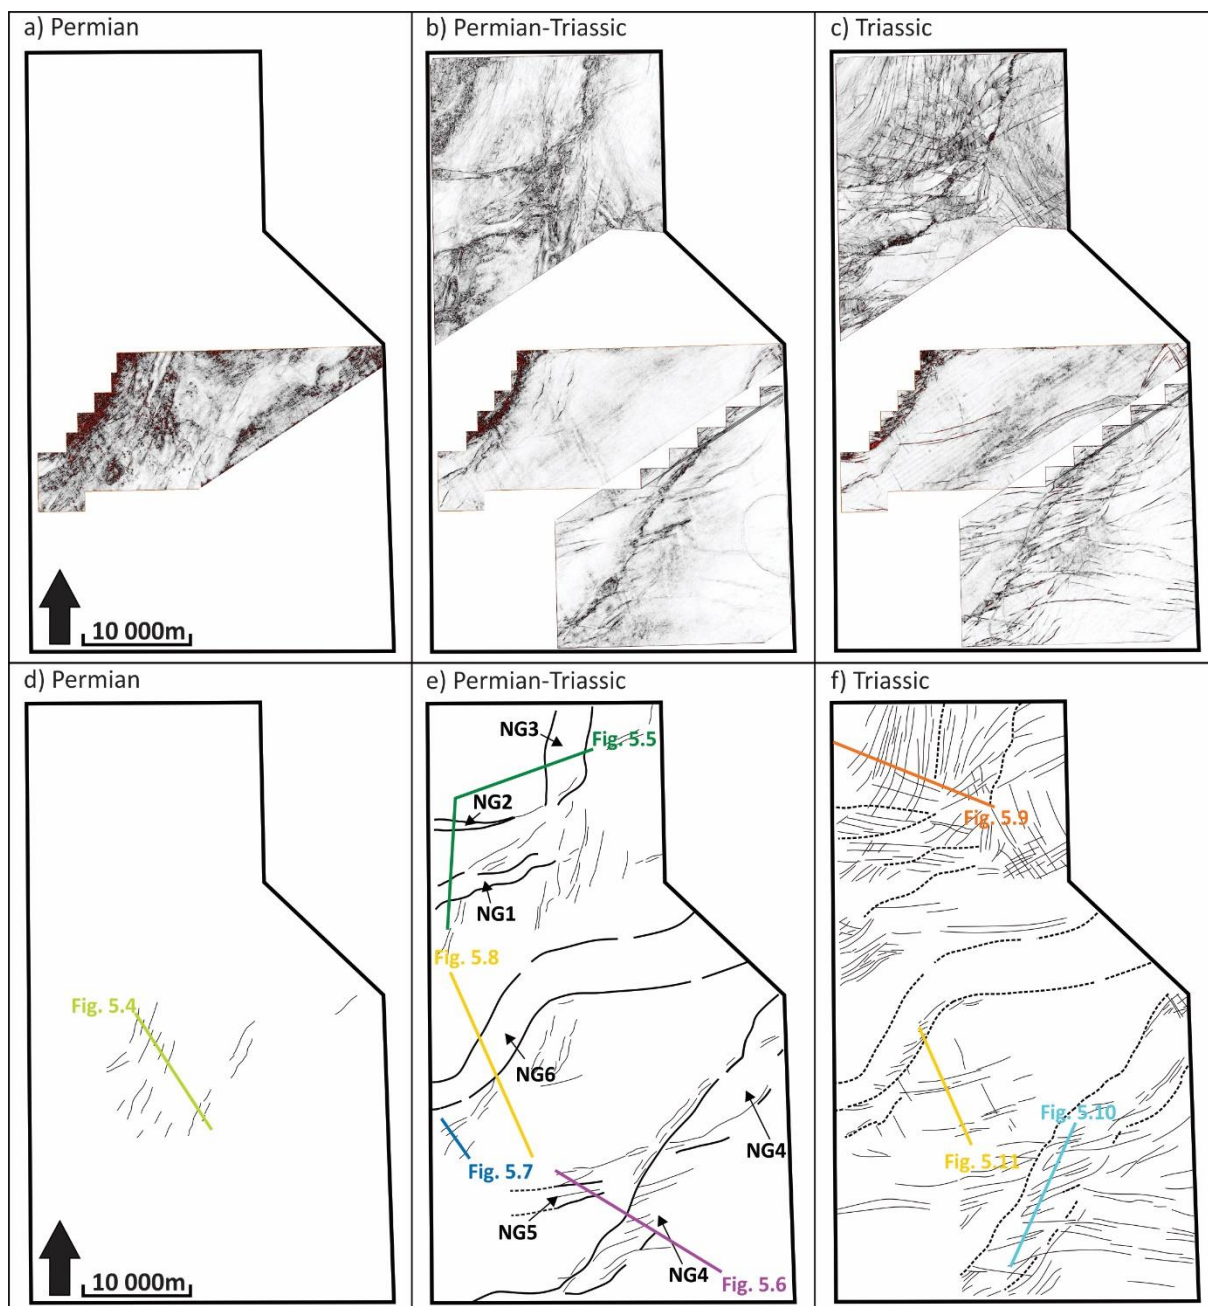 a) Permian
b) Permian-Triassic
c) Triassic
10 000m
d) Permian
e) Permian-Triassic
f) Triassic
NG3
Fig. 5.5
NG2
Fig. 5.9
NG1
Fig. 5.8
Fig. 5.4
NG6
Fig. 5.10
NG4
Fig. 5.7
Fig. 5.11
NG5
NG4
Fig. 5.6
10 000m